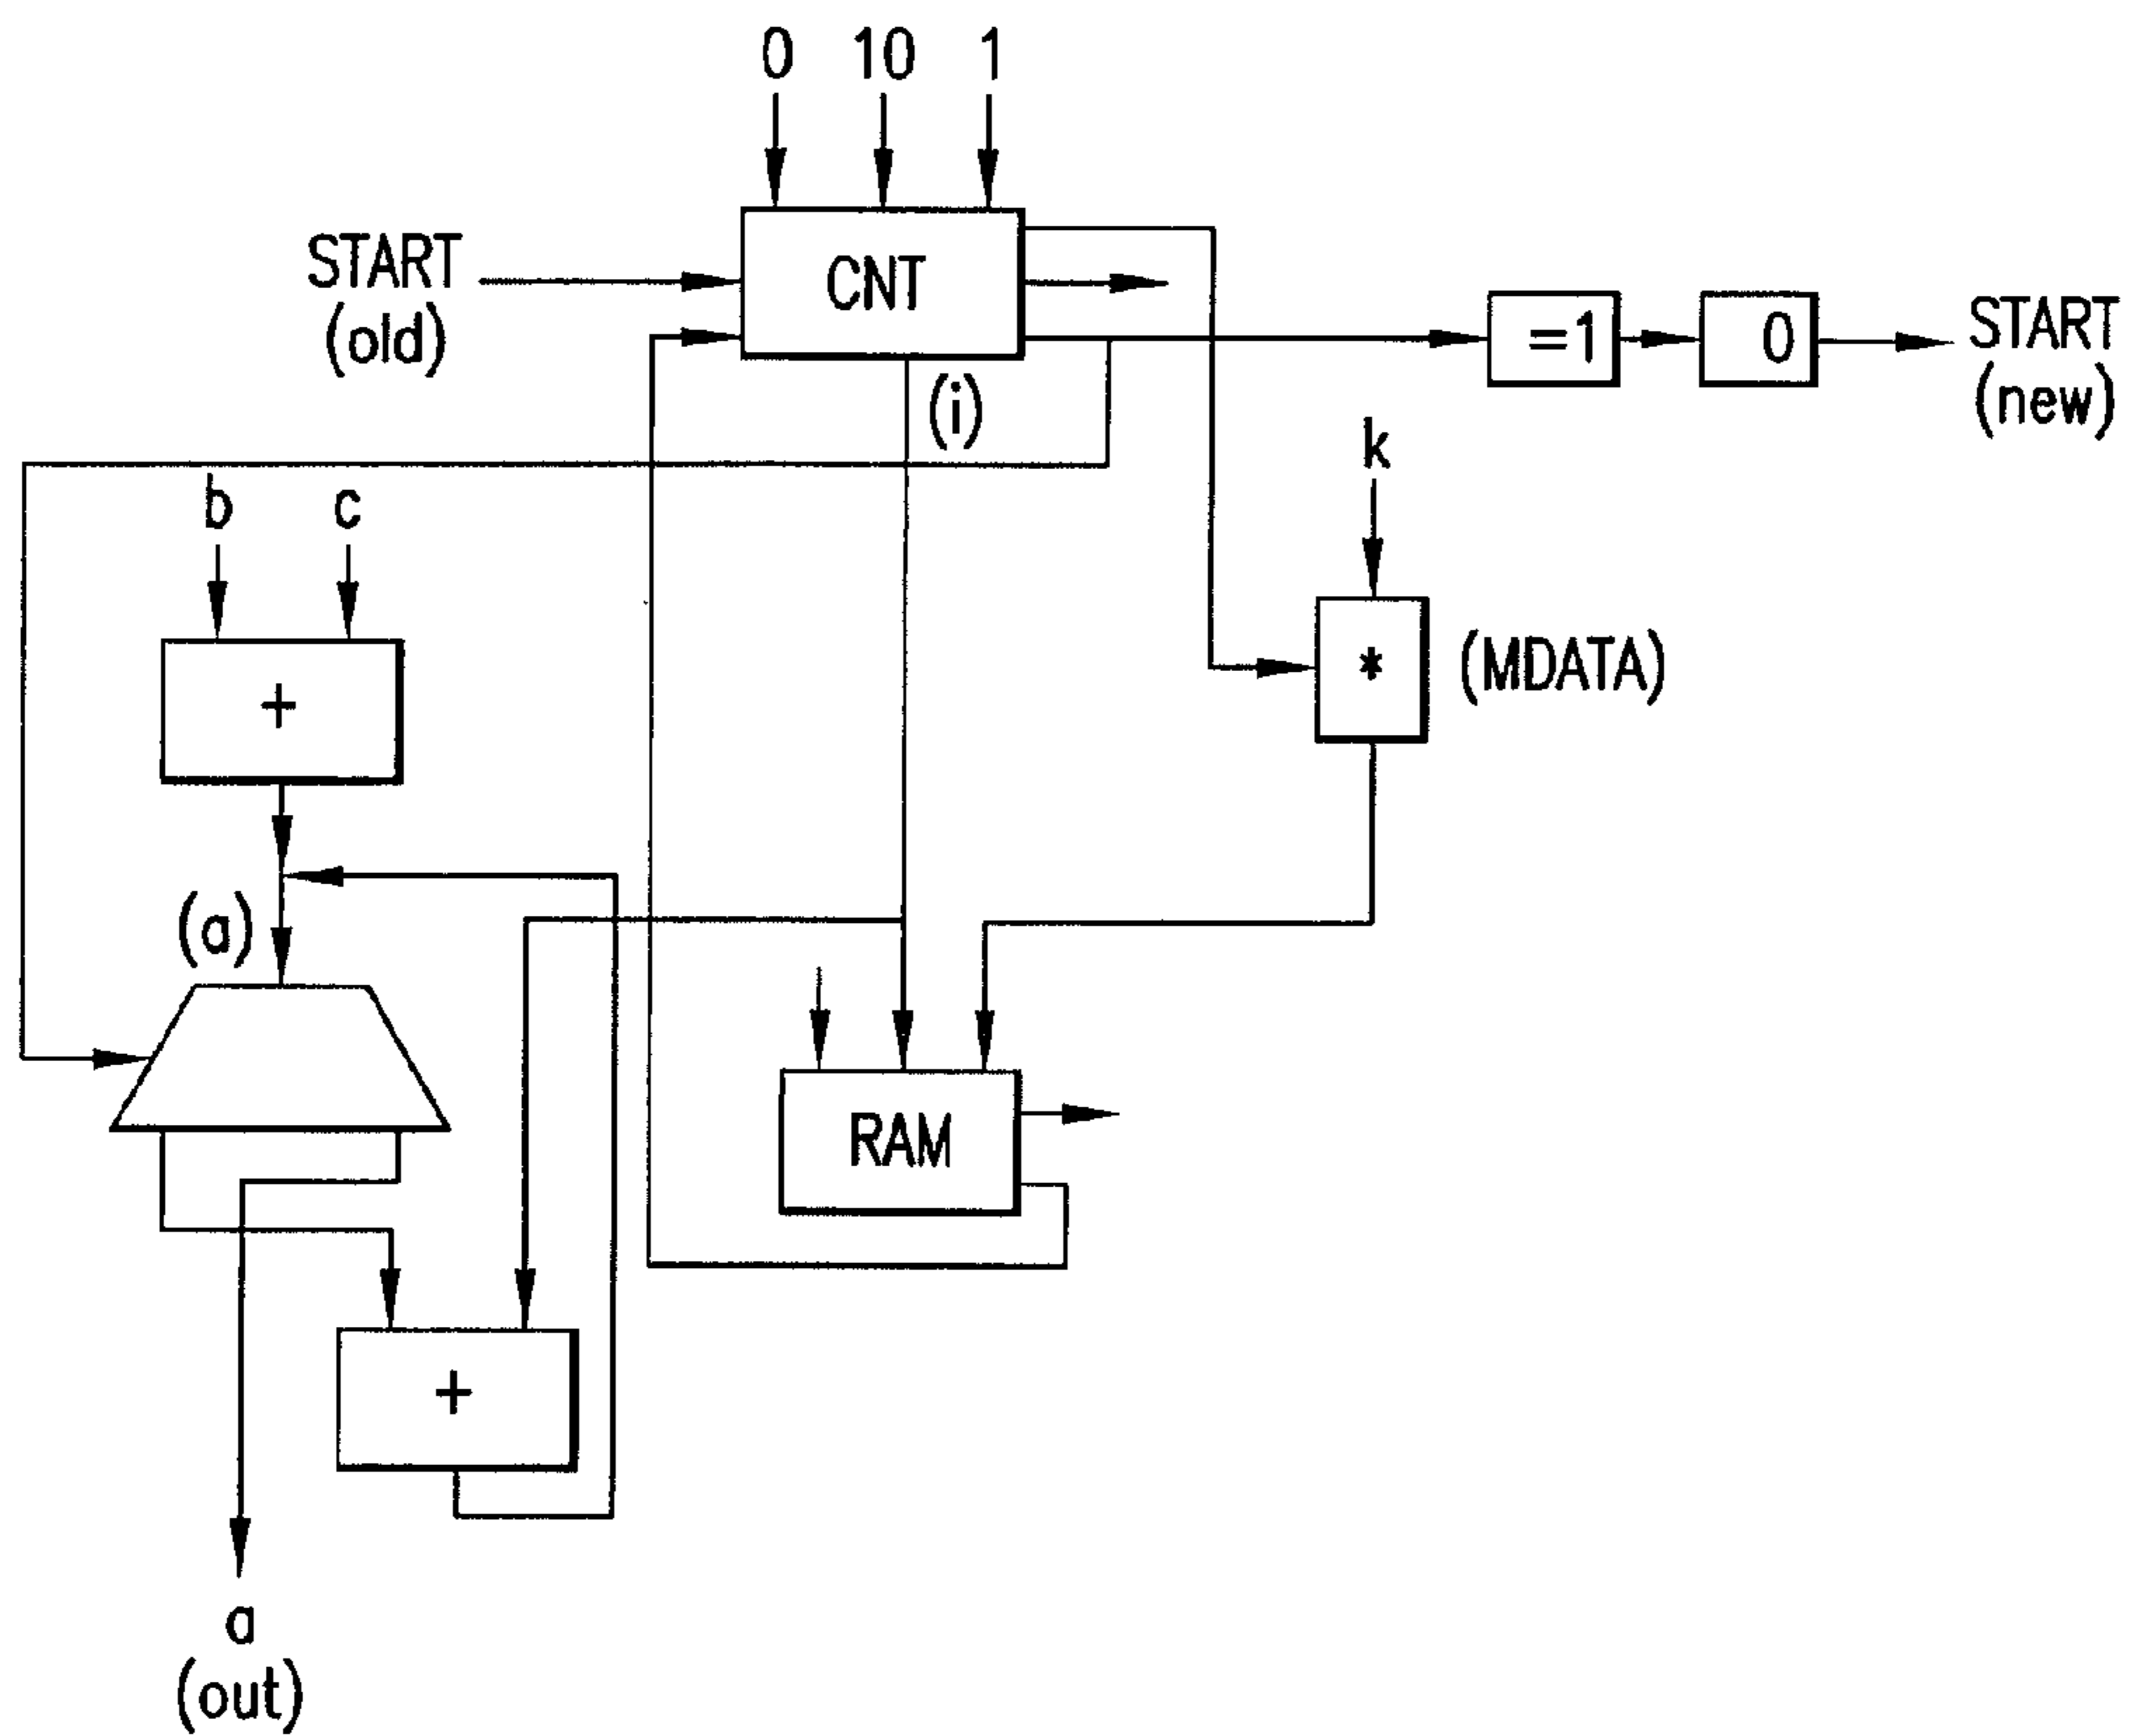 0 10 1
START
(old)
CNT
=1
0
START
(new)
(i)
k
b c
+
*
(MDATA)
(a)
RAM
+
a
(out)